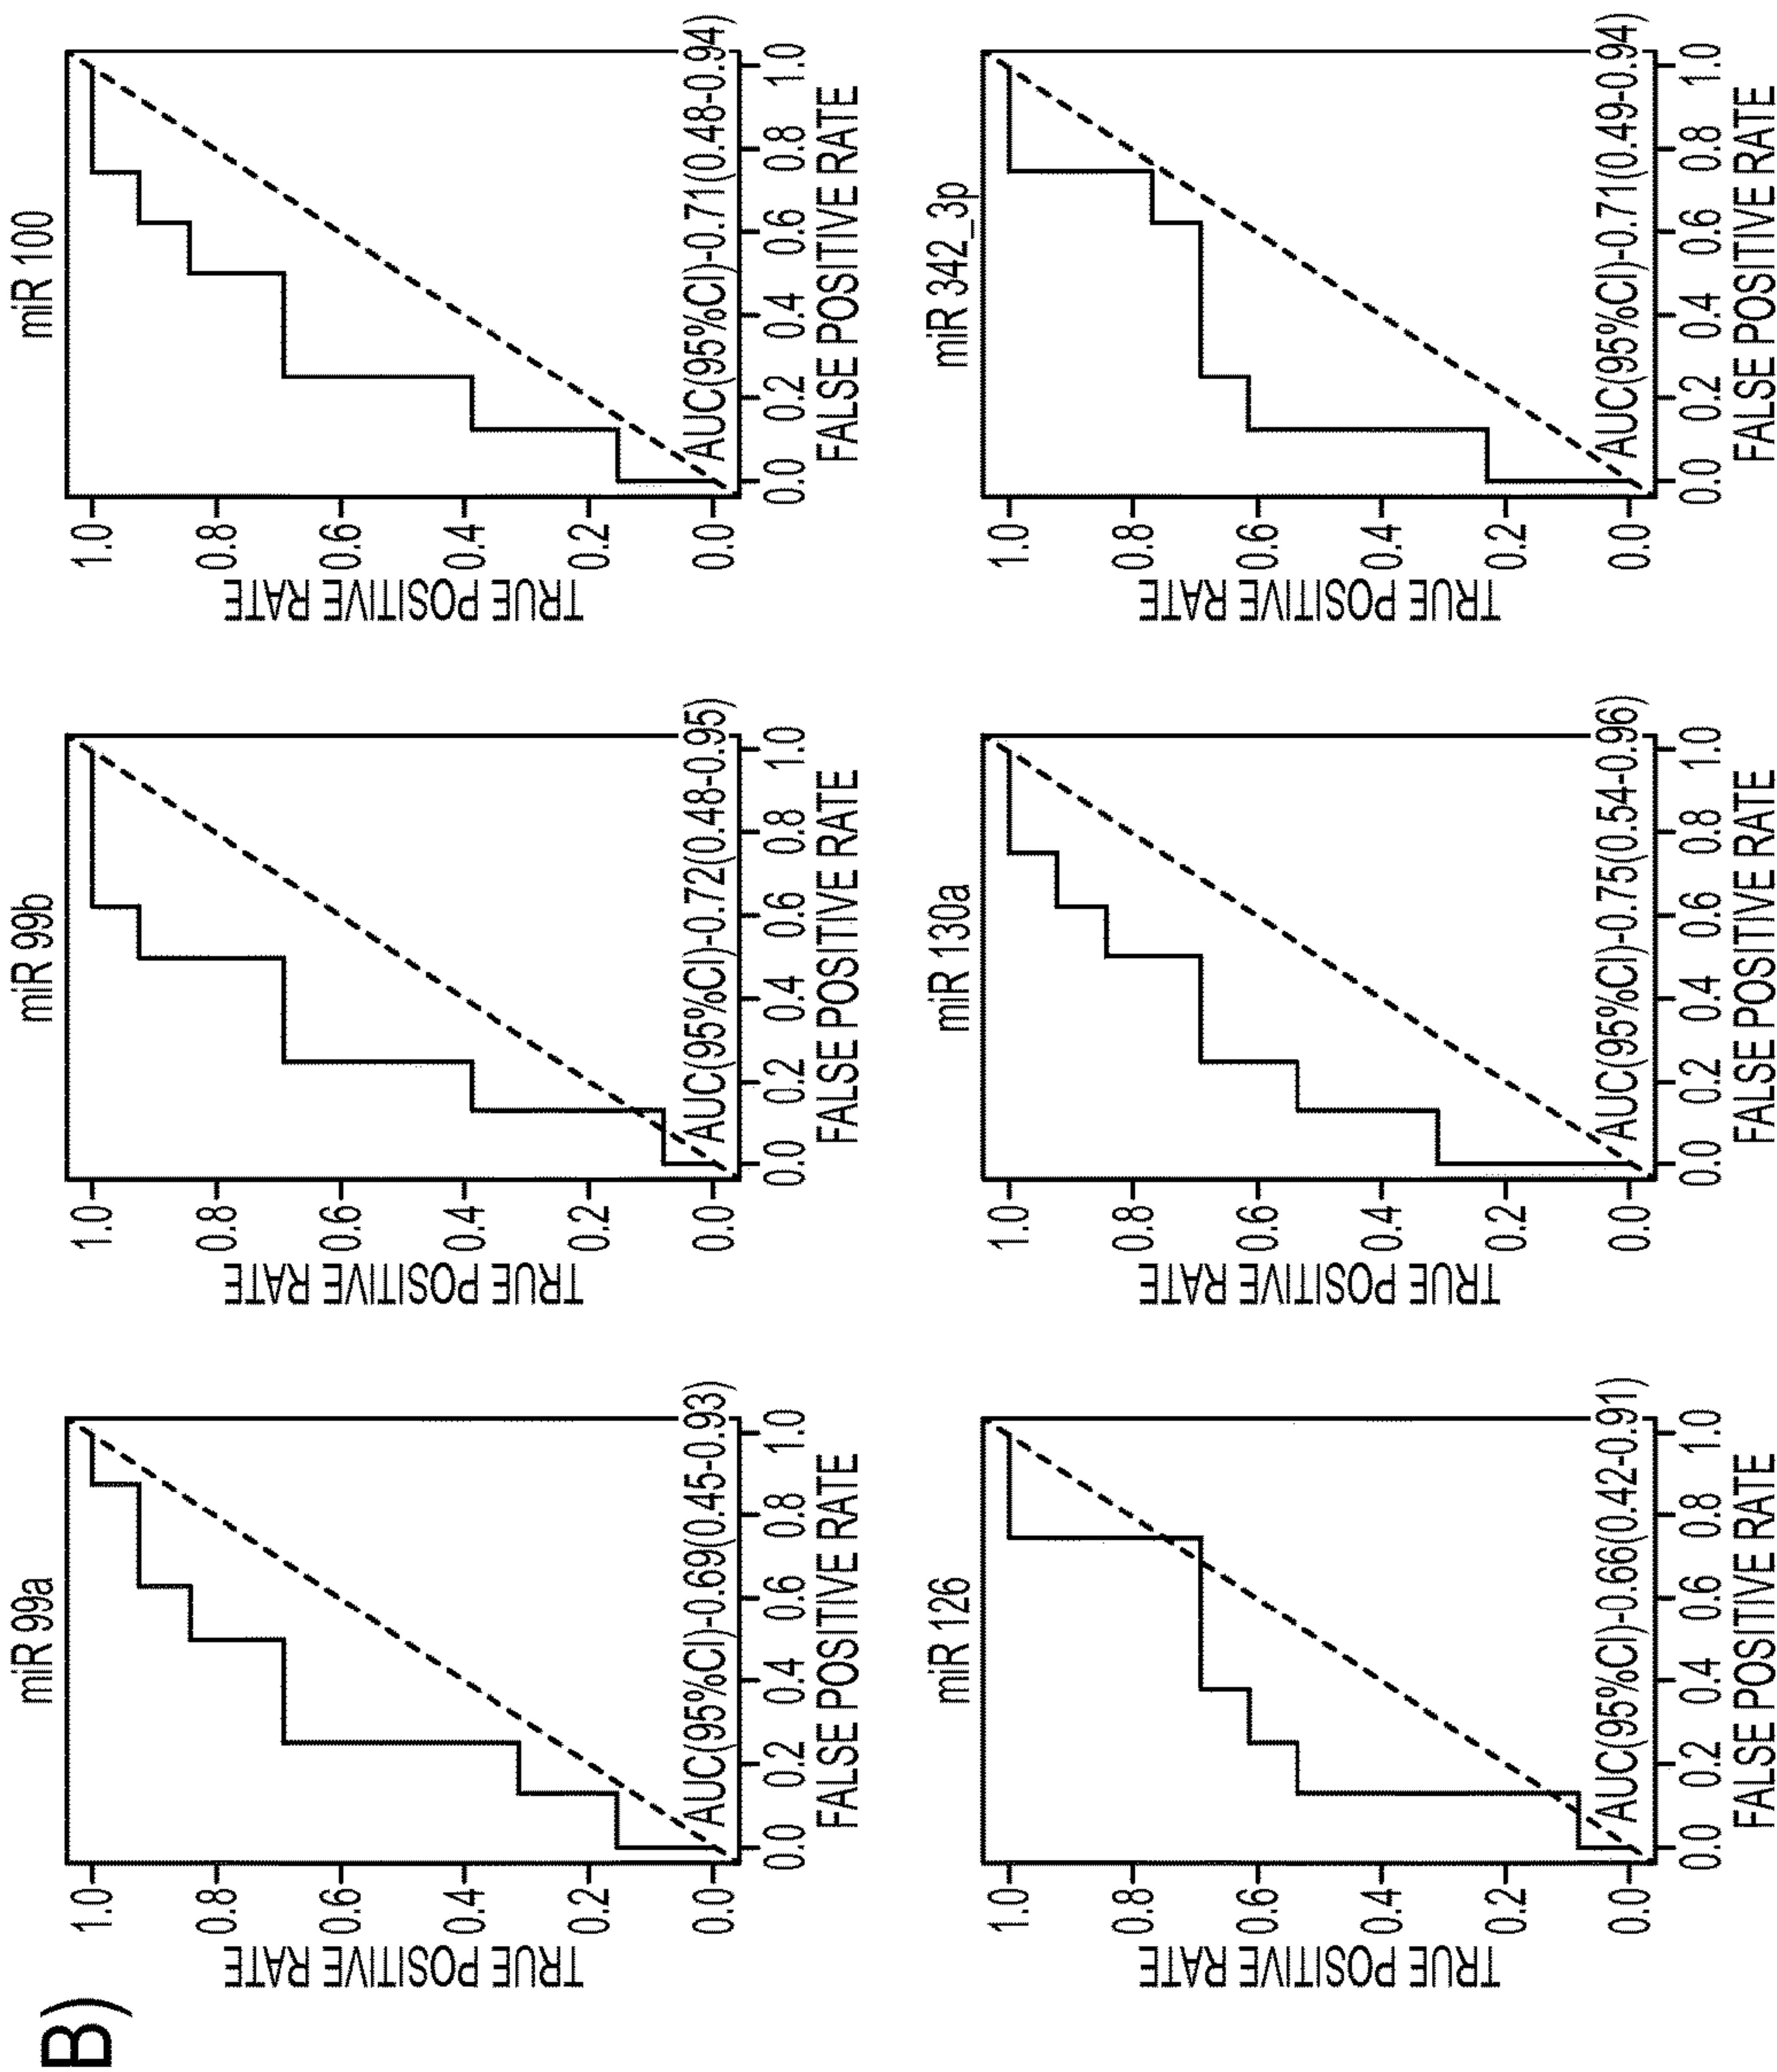 B)
miR 99a
TRUE POSITIVE RATE
1.0
0.8
0.6
0.4
0.2
0.0
AUC(95%CI)-0.69(0.45-0.93)
0.0 0.2 0.4 0.6 0.8 1.0
FALSE POSITIVE RATE
miR 99b
TRUE POSITIVE RATE
1.0
0.8
0.6
0.4
0.2
0.0
AUC(95%CI)-0.72(0.48-0.95)
0.0 0.2 0.4 0.6 0.8 1.0
FALSE POSITIVE RATE
miR 100
TRUE POSITIVE RATE
1.0
0.8
0.6
0.4
0.2
0.0
AUC(95%CI)-0.71(0.48-0.94)
0.0 0.2 0.4 0.6 0.8 1.0
FALSE POSITIVE RATE
miR 126
TRUE POSITIVE RATE
1.0
0.8
0.6
0.4
0.2
0.0
AUC(95%CI)-0.66(0.42-0.91)
0.0 0.2 0.4 0.6 0.8 1.0
FALSE POSITIVE RATE
miR 130a
TRUE POSITIVE RATE
1.0
0.8
0.6
0.4
0.2
0.0
AUC(95%CI)-0.75(0.54-0.96)
0.0 0.2 0.4 0.6 0.8 1.0
FALSE POSITIVE RATE
miR 342_3p
TRUE POSITIVE RATE
1.0
0.8
0.6
0.4
0.2
0.0
AUC(95%CI)-0.71(0.49-0.94)
0.0 0.2 0.4 0.6 0.8 1.0
FALSE POSITIVE RATE